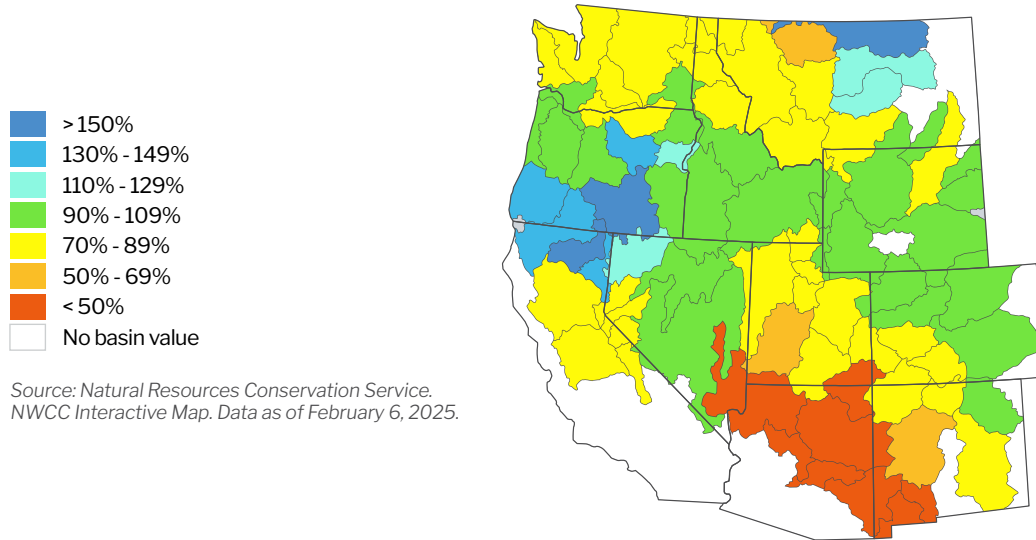 > 150%
130% - 149%
110% - 129%
90% - 109%
70% - 89%
50% - 69%
< 50%
No basin value
Source: Natural Resources Conservation Service.
NWCC Interactive Map. Data as of February 6, 2025.